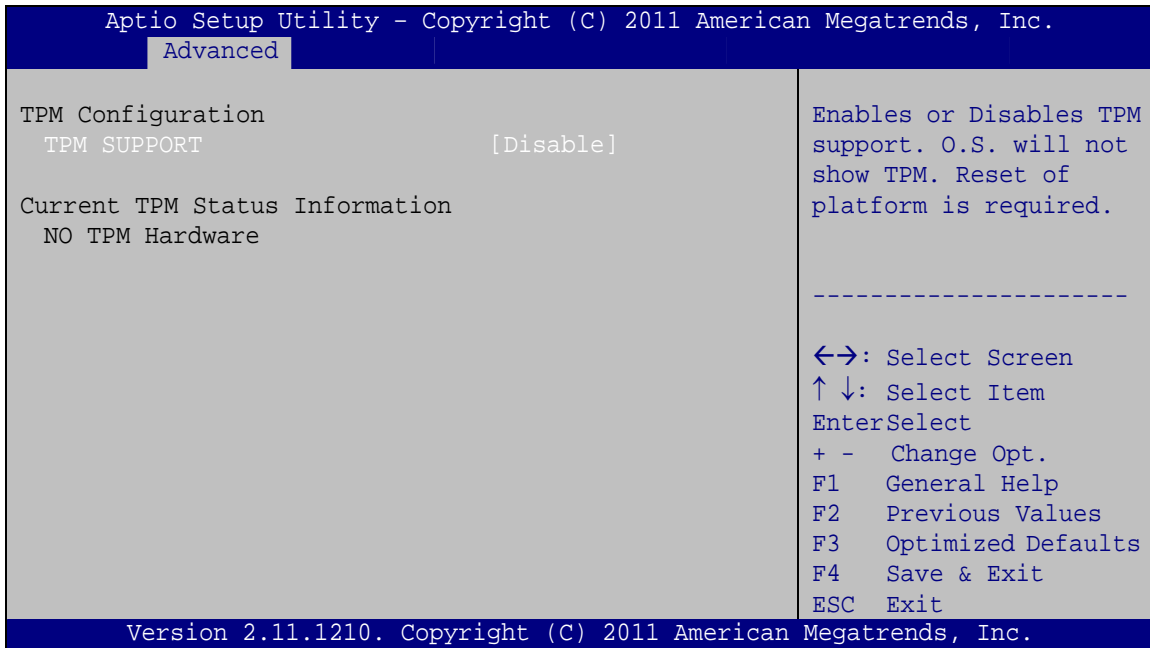 Aptio Setup Utility – Copyright (C) 2011 American Megatrends, Inc.
Advanced
TPM Configuration
TPM SUPPORT [Disable]
Current TPM Status Information
NO TPM Hardware
Enables or Disables TPM
support. O.S. will not
show TPM. Reset of
platform is required.
----------------------
←→: Select Screen
↑ ↓: Select Item
EnterSelect
+ - Change Opt.
F1 General Help
F2 Previous Values
F3 Optimized Defaults
F4 Save & Exit
ESC Exit
Version 2.11.1210. Copyright (C) 2011 American Megatrends, Inc.